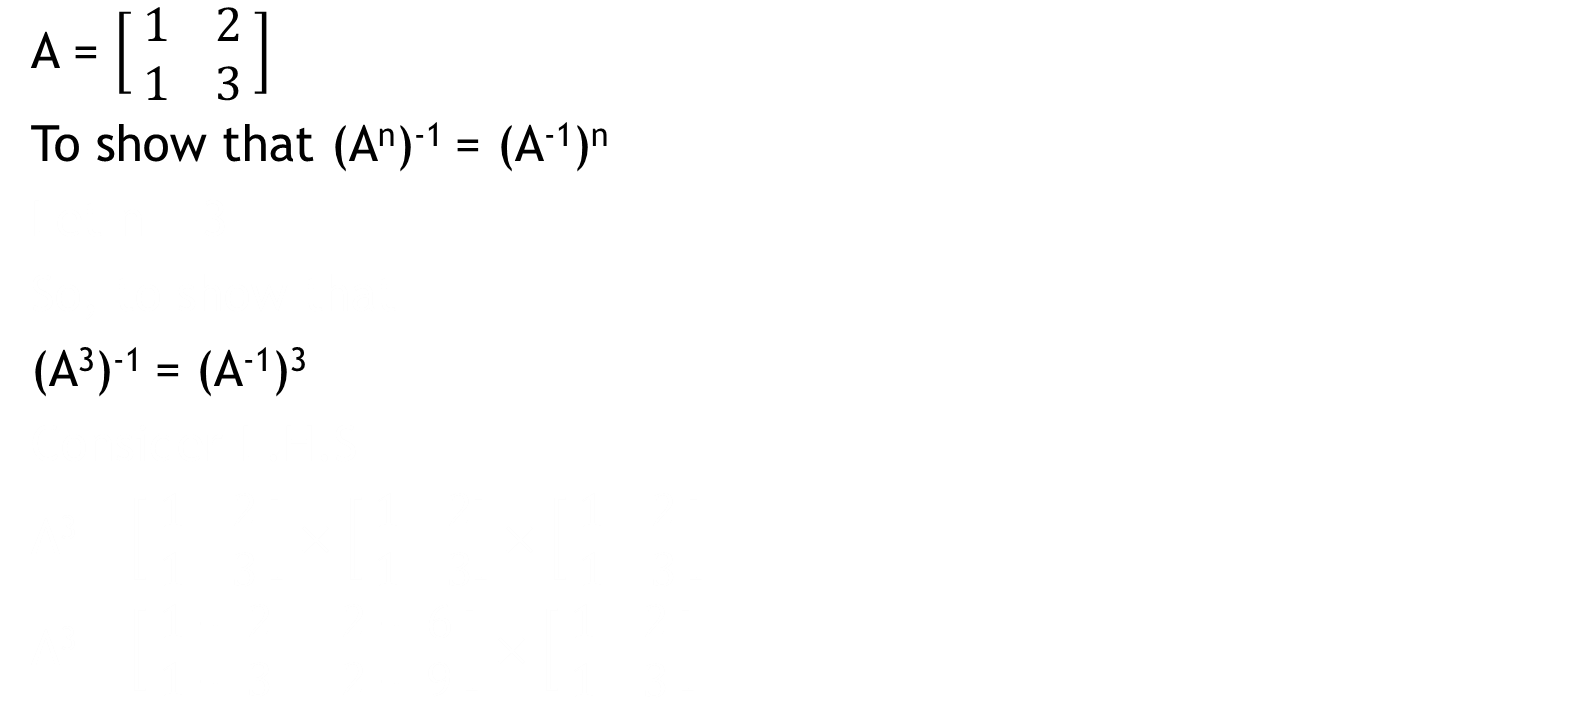 A = [1 2
1 3]
To show that (Aⁿ)⁻¹ = (A⁻¹)ⁿ
(A³)⁻¹ = (A⁻¹)³